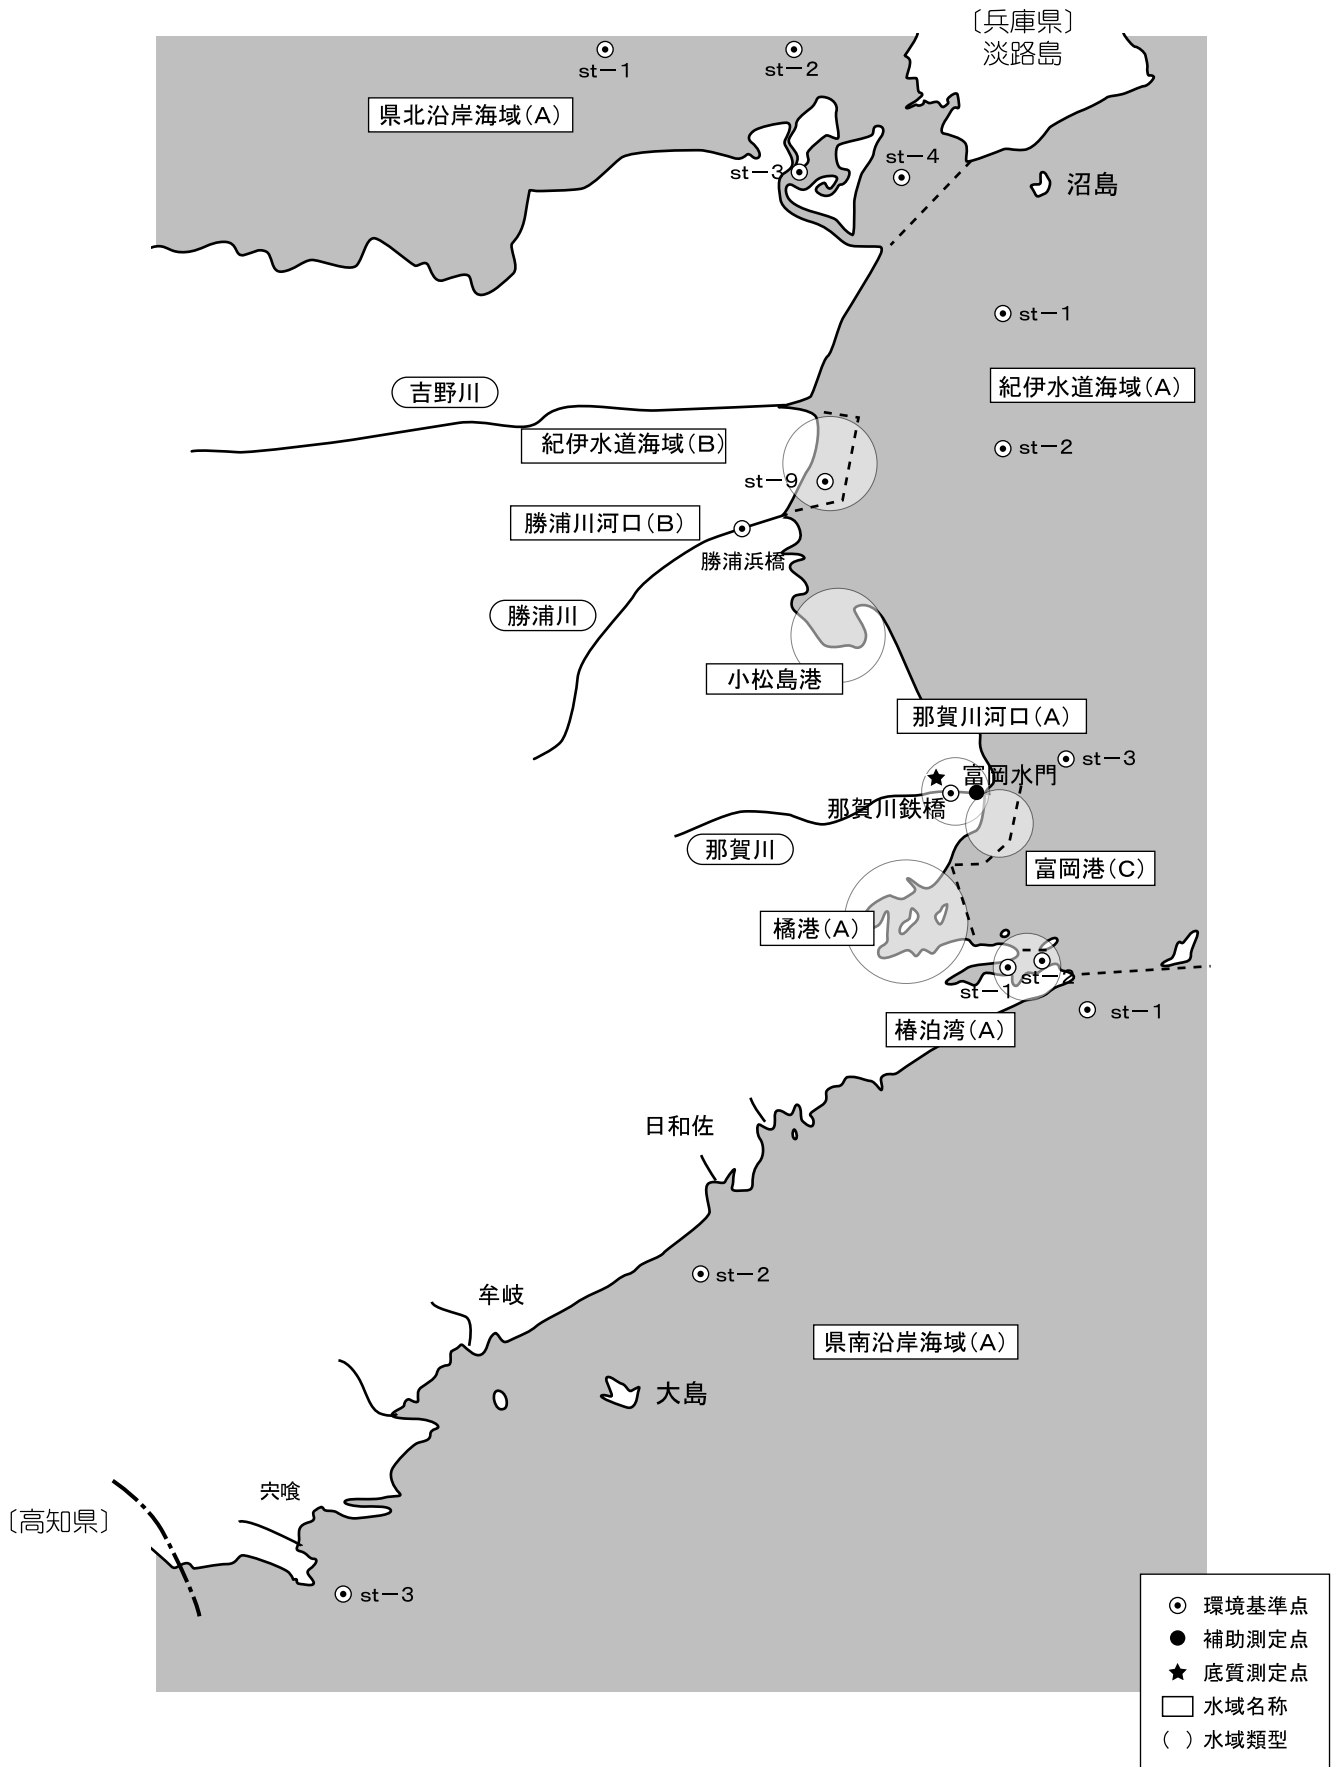 〔兵庫県〕
淡路島
st－1
st－2
県北沿岸海域（A）
st－3
st－4
沼島
st－1
吉野川
紀伊水道海域（A）
紀伊水道海域（B）
st－2
st－9
勝浦川河口（B）
勝浦浜橋
勝浦川
小松島港
那賀川河口（A）
st－3
富岡水門
那賀川鉄橋
那賀川
富岡港（C）
橘港（A）
st－2
st－1
st－1
椿泊湾（A）
日和佐
st－2
牟岐
県南沿岸海域（A）
大島
宍喰
〔高知県〕
st－3
環境基準点
補助測定点
底質測定点
水域名称
（　）水域類型